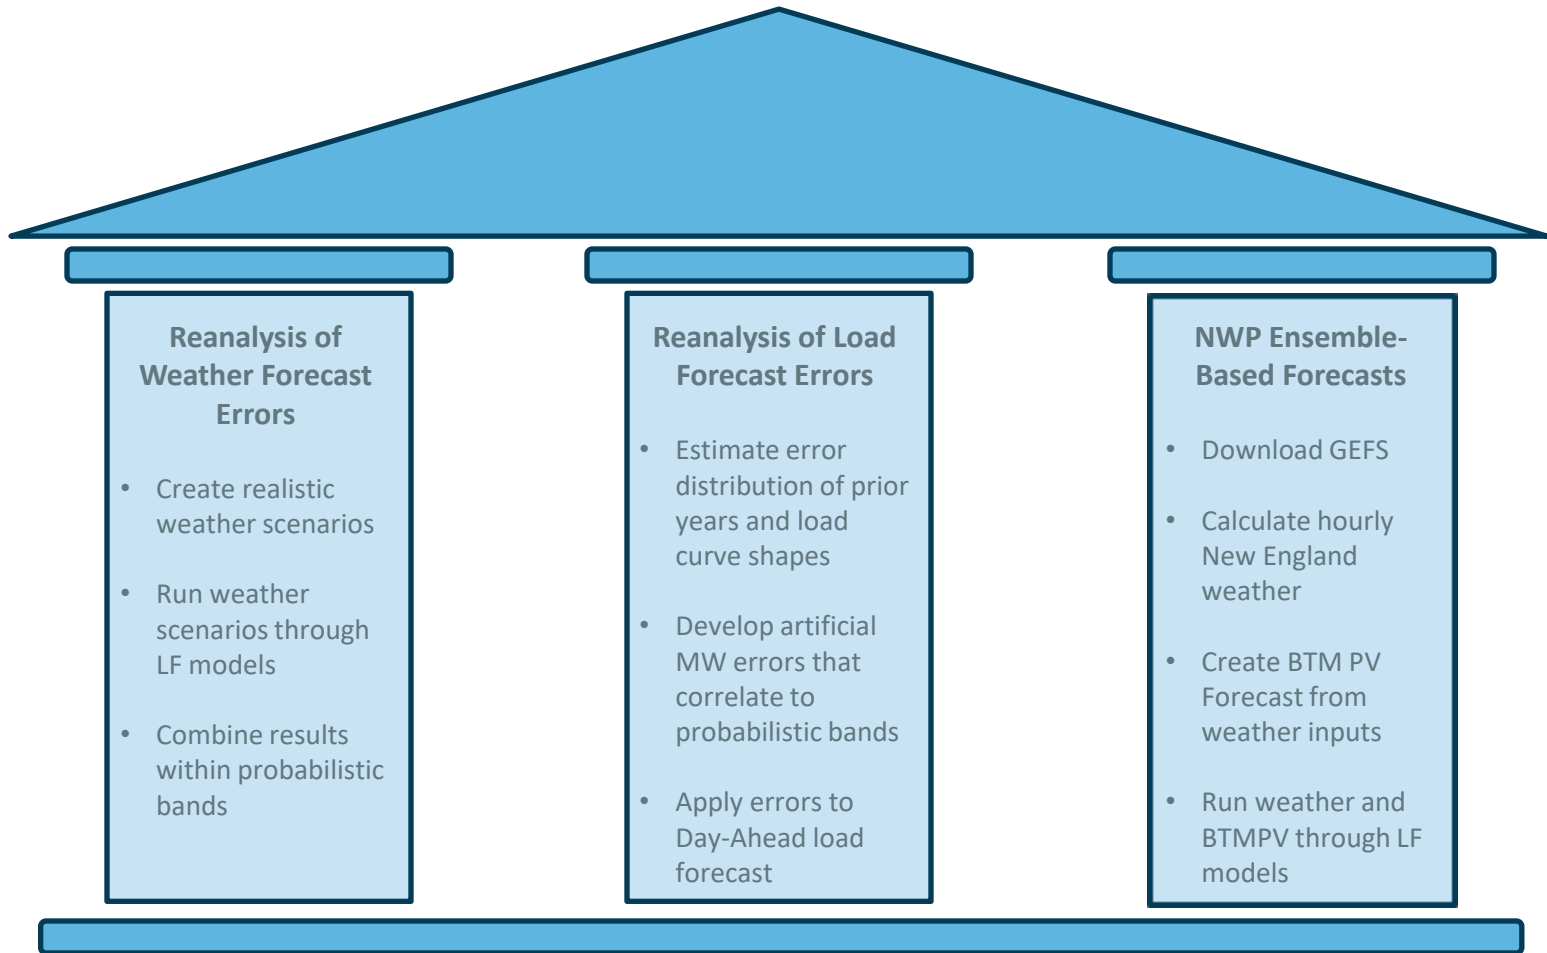 Reanalysis of
Weather Forecast
Errors
• Create realistic
weather scenarios
• Run weather
scenarios through
LF models
• Combine results
within probabilistic
bands
Reanalysis of Load
Forecast Errors
• Estimate error
distribution of prior
years and load
curve shapes
• Develop artificial
MW errors that
correlate to
probabilistic bands
• Apply errors to
Day-Ahead load
forecast
NWP Ensemble-
Based Forecasts
• Download GEFS
• Calculate hourly
New England
weather
• Create BTM PV
Forecast from
weather inputs
• Run weather and
BTMPV through LF
models